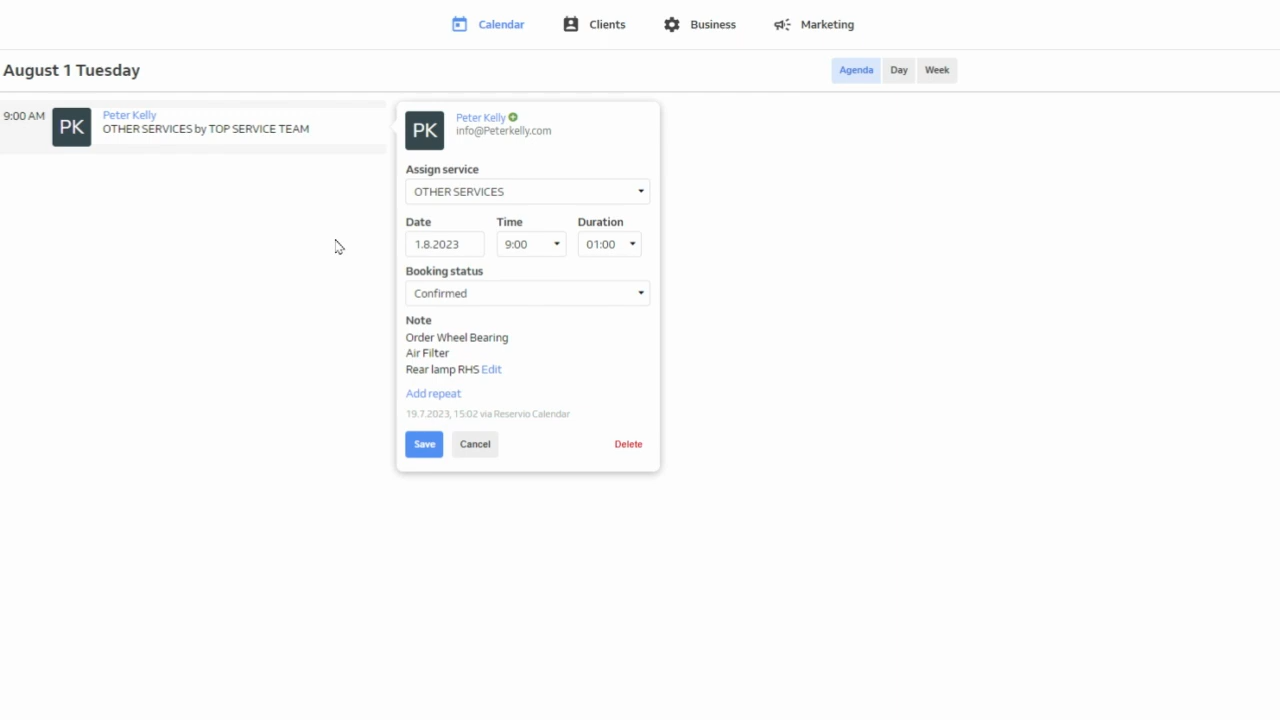 Calendar
Clients
Business
Marketing
August 1 Tuesday
Agenda
Day
Week
9:00 AM
PK
Peter Kelly
OTHER SERVICES by TOP SERVICE TEAM
PK
Peter Kelly
info@Peterkelly.com
Assign service
OTHER SERVICES
Date
Time
Duration
1.8.2023
9:00
01:00
Booking status
Confirmed
Note
Order Wheel Bearing
Air Filter
Rear lamp RHS Edit
Add repeat
19.7.2023, 15:02 via Reservio Calendar
Save
Cancel
Delete